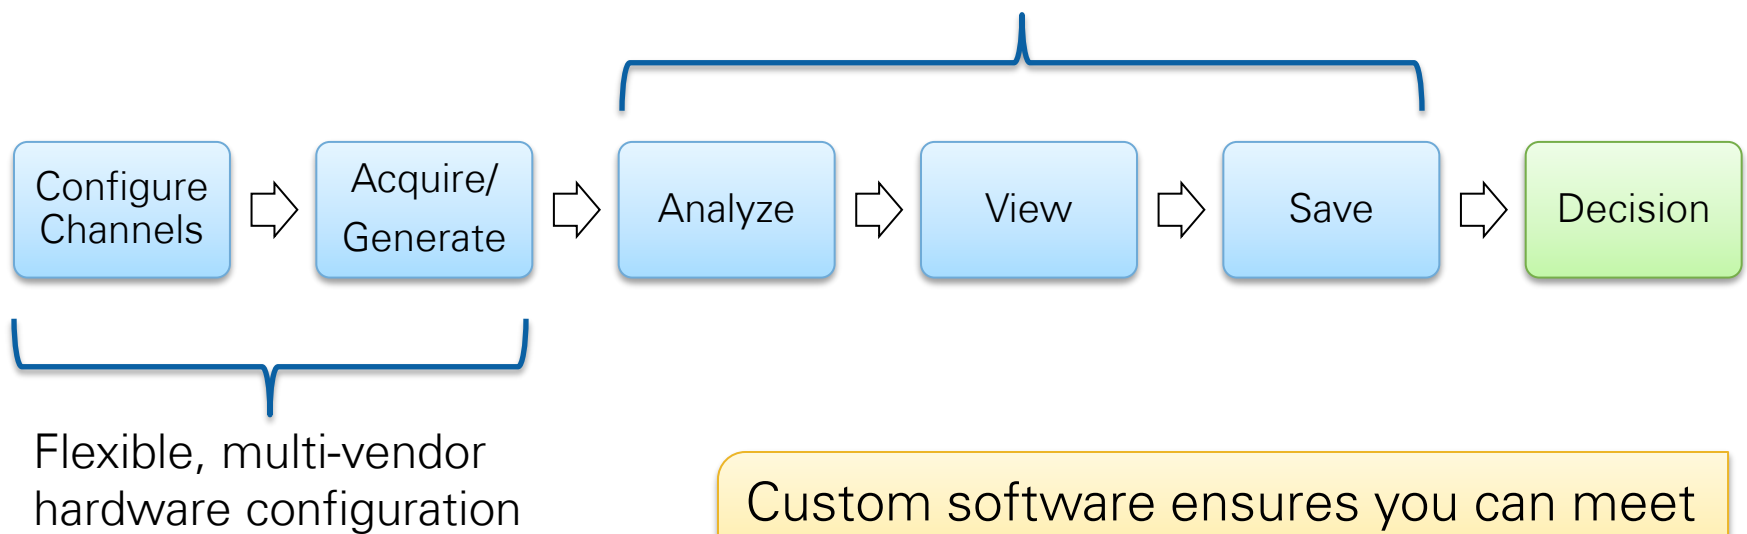 Configure
Channels
Acquire/
Generate
Analyze
View
Save
Decision
Flexible, multi-vendor
hardware configuration
Custom software ensures you can meet